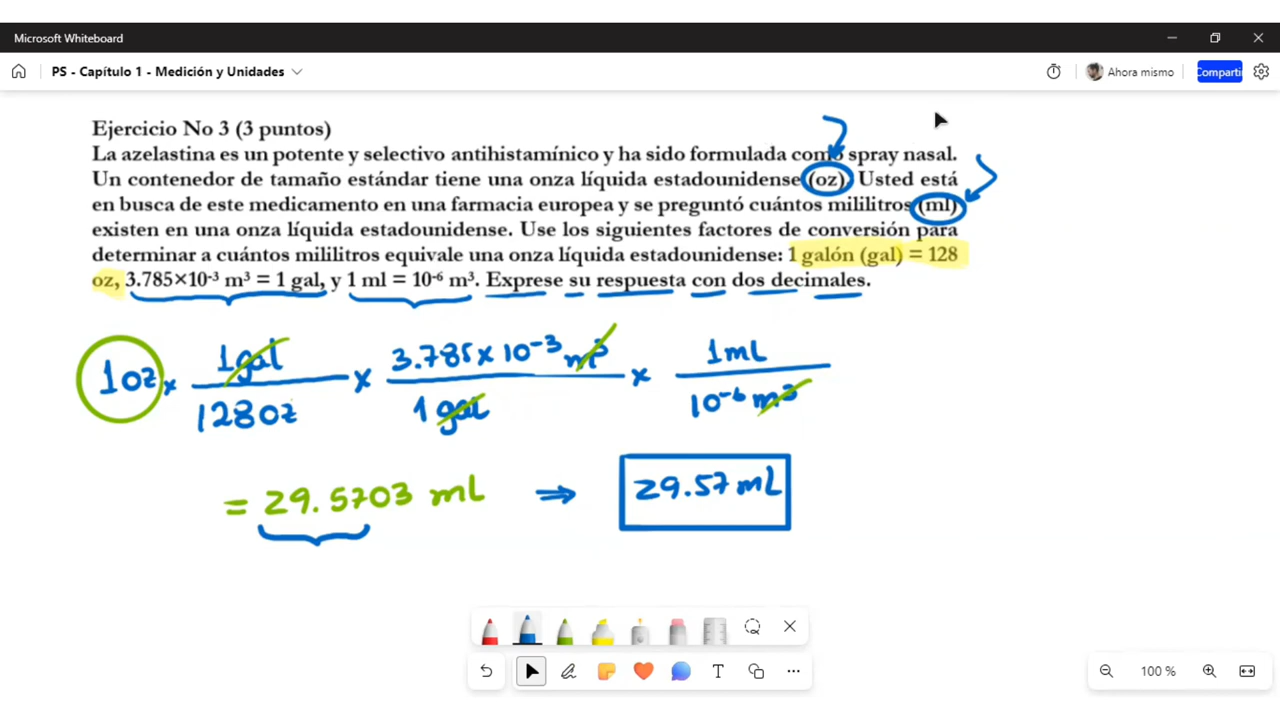 Microsoft Whiteboard
PS - Capítulo 1 - Medición y Unidades
Ahora mismo
Comparti
Ejercicio No 3 (3 puntos)
La azelastina es un potente y selectivo antihistamínico y ha sido formulada como spray nasal.
Un contenedor de tamaño estándar tiene una onza líquida estadounidense (oz). Usted está
en busca de este medicamento en una farmacia europea y se preguntó cuántos mililitros (ml)
existen en una onza líquida estadounidense. Use los siguientes factores de conversión para
determinar a cuántos mililitros equivale una onza líquida estadounidense: 1 galón (gal) = 128
oz, 3.785×10⁻³ m³ = 1 gal, y 1 ml = 10⁻⁶ m³. Exprese su respuesta con dos decimales.
1oz × 1gal / 128oz × 3.785 × 10⁻³ m³ / 1 gal × 1mL / 10⁻⁶ m³
= 29.5703 mL ⇒ 29.57 mL
T
100 %